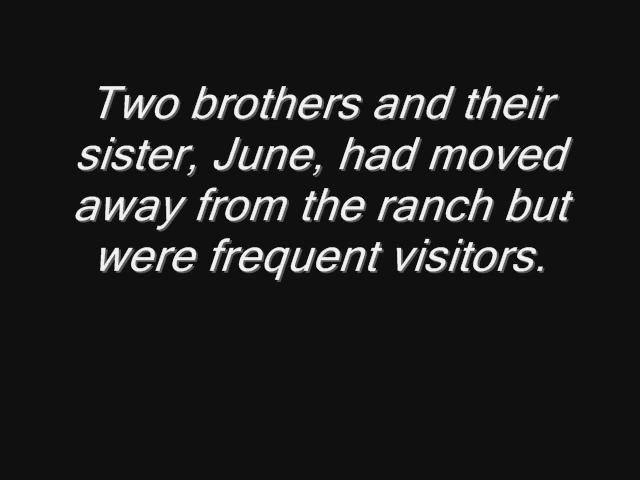 Two brothers and their
sister, June, had moved
away from the ranch but
were frequent visitors.